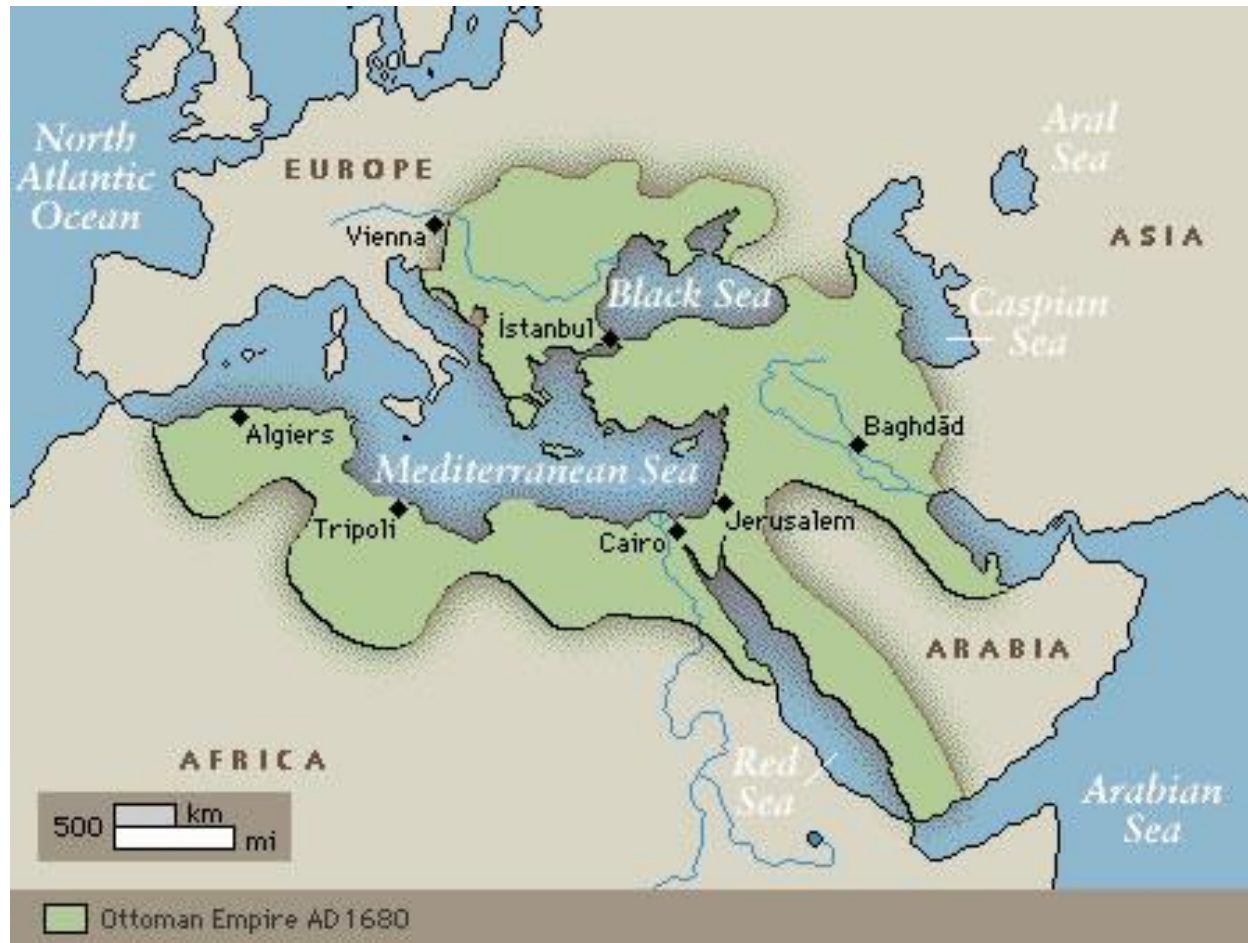 North
Atlantic
Ocean
EUROPE
Aral
Sea
ASIA
Vienna
Black Sea
Caspian
Sea
İstanbul
Algiers
Baghdād
Mediterranean Sea
Tripoli
Cairo
Jerusalem
ARABIA
AFRICA
Red
Sea
Arabian
Sea
500 km
mi
Ottoman Empire AD 1680